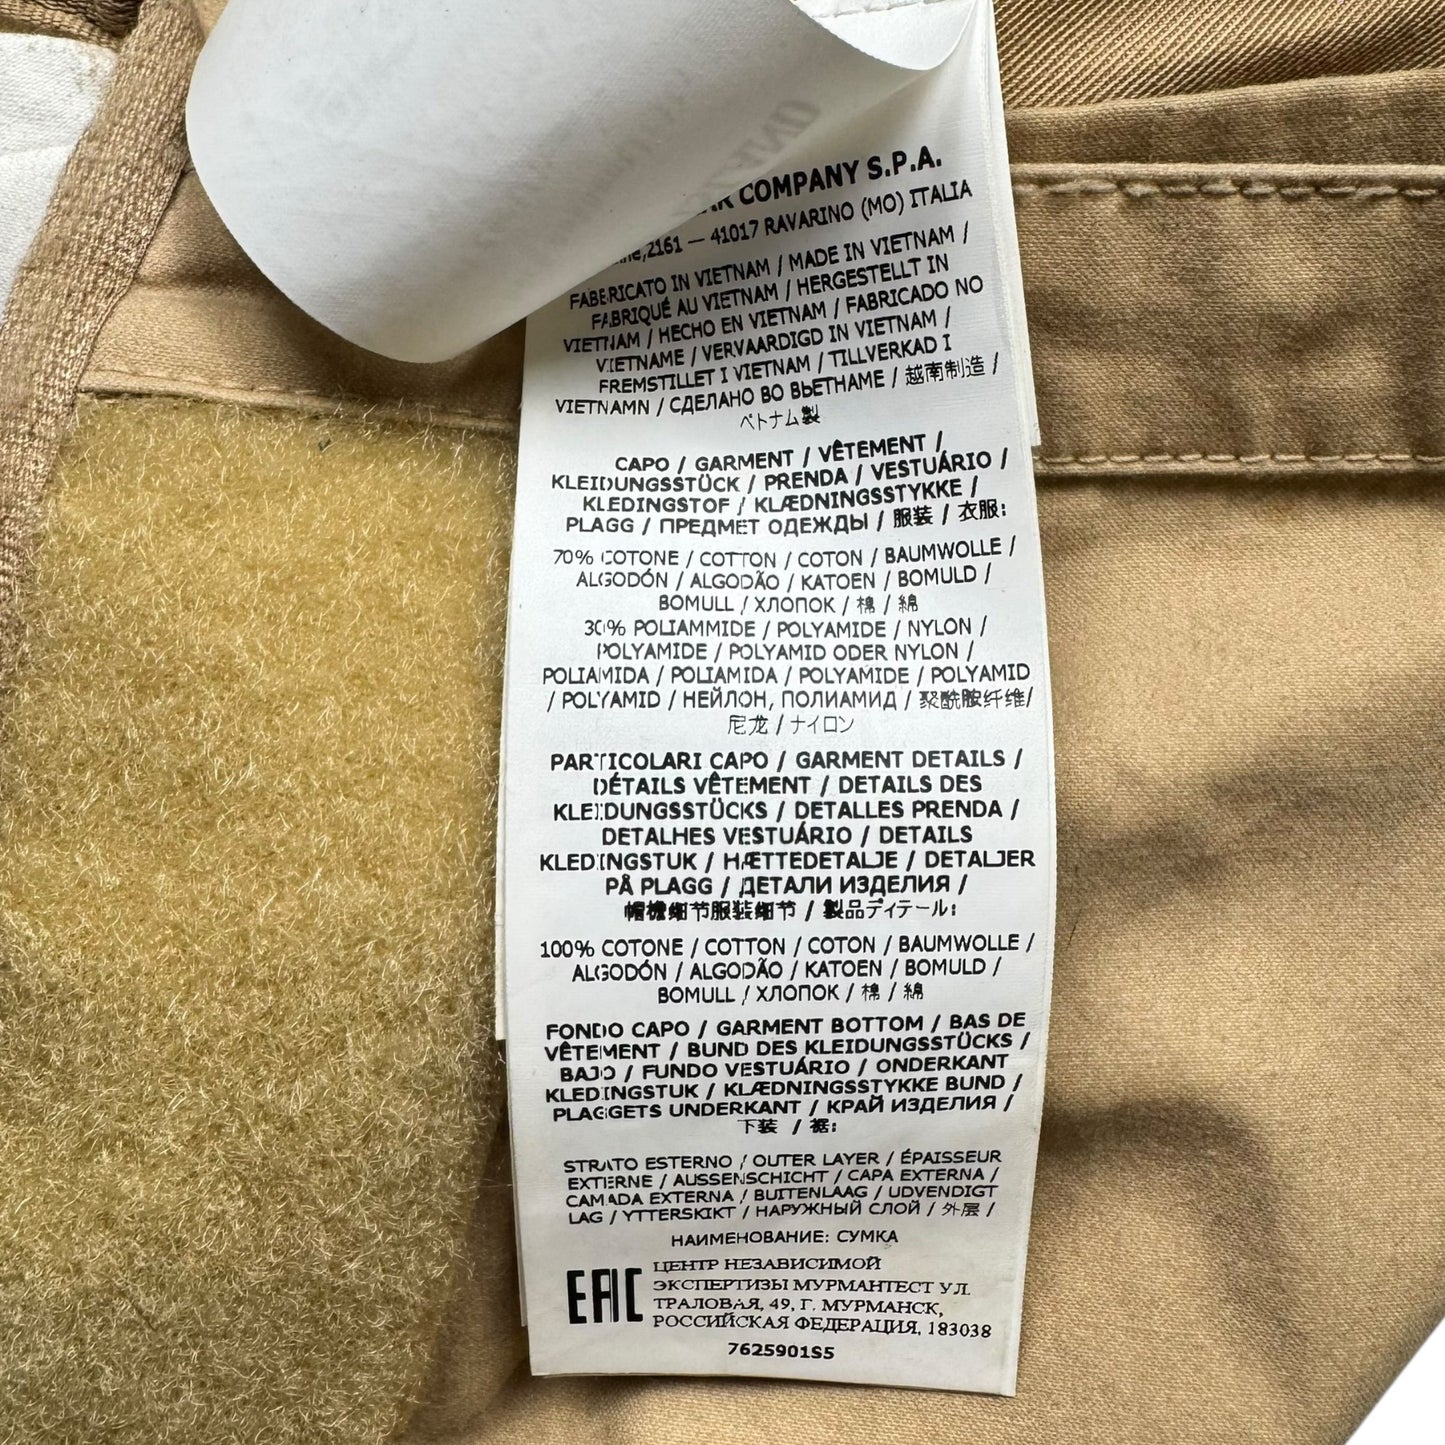 COMPANY S.P.A.
2161 — 41017 RAVARINO (MO) ITALIA
FABBRICATO IN VIETNAM / MADE IN VIETNAM /
FABRIQUÉ AU VIETNAM / HERGESTELLT IN
VIETNAM / HECHO EN VIETNAM / FABRICADO NO
VIETNAME / VERVAARDIGD IN VIETNAM /
FREMSTILLET I VIETNAM / TILLVERKAD I
VIETNAMN / СДЕЛАНО ВО ВЬЕТНАМЕ / 越南制造 /
ベトナム製
CAPO / GARMENT / VÊTEMENT /
KLEIDUNGSSTÜCK / PRENDA / VESTUÁRIO /
KLEDINGSTOF / KLÆDNINGSSTYKKE /
PLAGG / ПРЕДМЕТ ОДЕЖДЫ / 服装 / 衣服:
70% COTONE / COTTON / COTON / BAUMWOLLE /
ALGODÓN / ALGODÃO / KATOEN / BOMULD /
BOMULL / ХЛОПОК / 棉 / 綿
30% POLIAMMIDE / POLYAMIDE / NYLON /
POLYAMIDE / POLYAMID ODER NYLON /
POLIAMIDA / POLIAMIDA / POLYAMIDE / POLYAMID
/ POLYAMID / НЕЙЛОН, ПОЛИАМИД / 聚酰胺纤维/
尼龙 / ナイロン
PARTICOLARI CAPO / GARMENT DETAILS /
DÉTAILS VÊTEMENT / DETAILS DES
KLEIDUNGSSTÜCKS / DETALLES PRENDA /
DETALHES VESTUÁRIO / DETAILS
KLEDINGSTUK / HÆTTEDETALJE / DETALJER
PÅ PLAGG / ДЕТАЛИ ИЗДЕЛИЯ /
帽檐细节服装细节 / 製品ディテール:
100% COTONE / COTTON / COTON / BAUMWOLLE /
ALGODÓN / ALGODÃO / KATOEN / BOMULD /
BOMULL / ХЛОПОК / 棉 / 綿
FONDO CAPO / GARMENT BOTTOM / BAS DE
VÊTEMENT / BUND DES KLEIDUNGSSTÜCKS /
BAJO / FUNDO VESTUÁRIO / ONDERKANT
KLEDINGSTUK / KLÆDNINGSSTYKKE BUND /
PLAGGETS UNDERKANT / КРАЙ ИЗДЕЛИЯ /
下装 / 裾:
STRATO ESTERNO / OUTER LAYER / ÉPAISSEUR
EXTERNE / AUSSENSCHICHT / CAPA EXTERNA /
CAMADA EXTERNA / BUITENLAAG / UDVENDIGT
LAG / YTTERSKIKT / НАРУЖНЫЙ СЛОЙ / 外层 /
НАИМЕНОВАНИЕ: СУМКА
EAC
ЦЕНТР НЕЗАВИСИМОЙ
ЭКСПЕРТИЗЫ МУРМАНТЕСТ УЛ.
ТРАЛОВАЯ, 49, Г. МУРМАНСК,
РОССИЙСКАЯ ФЕДЕРАЦИЯ, 183038
7625901S5